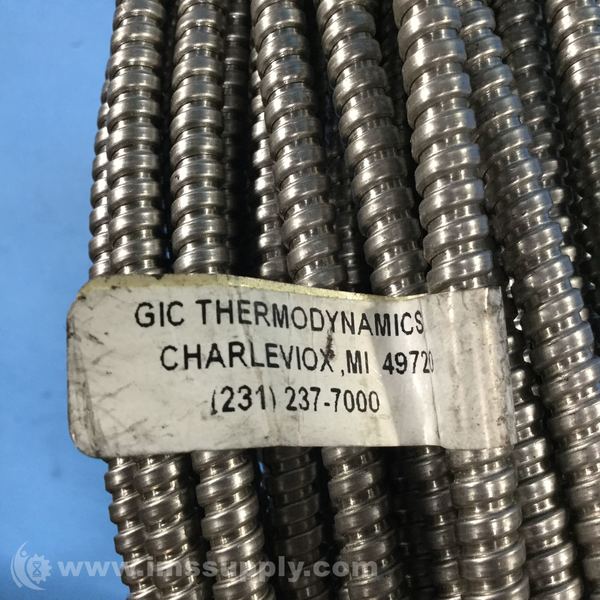 GIC THERMODYNAMICS
CHARLEVIOX, MI 49720
(231) 237-7000
www.imssupply.com